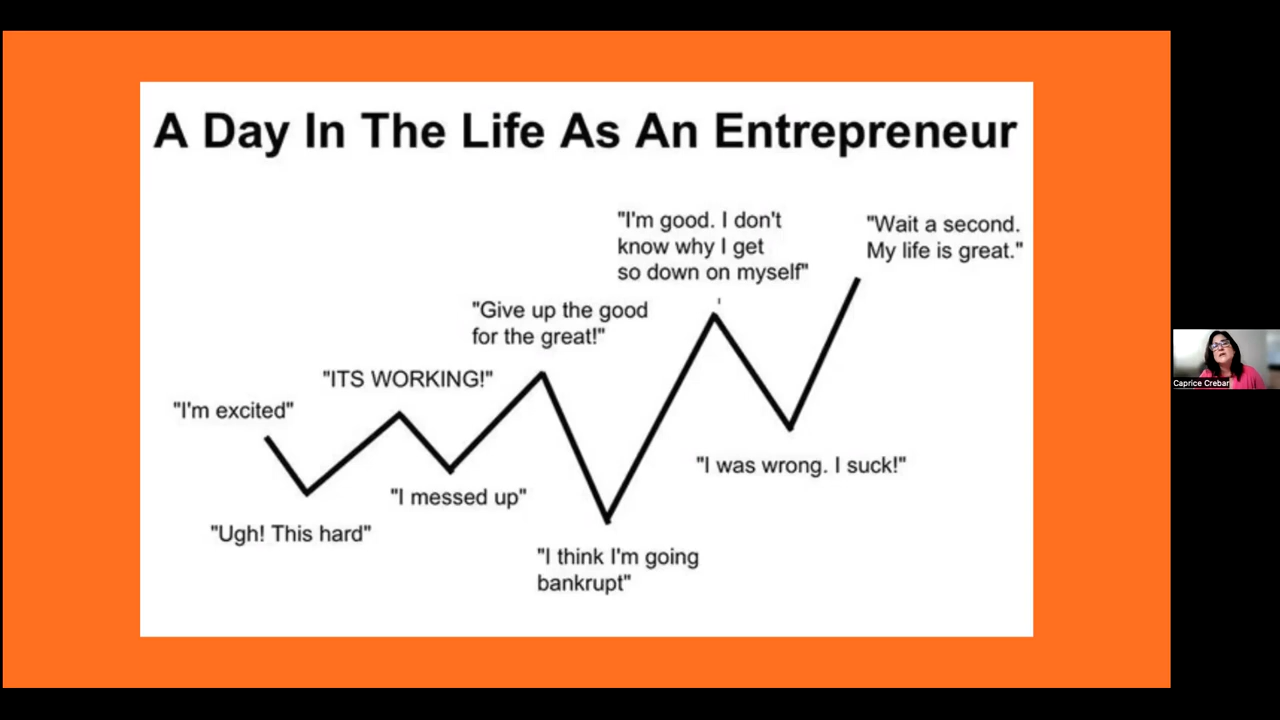 A Day In The Life As An Entrepreneur
"I'm excited"
"Ugh! This hard"
"ITS WORKING!"
"I messed up"
"Give up the good
for the great!"
"I think I'm going
bankrupt"
"I'm good. I don't
know why I get
so down on myself"
"I was wrong. I suck!"
"Wait a second.
My life is great."
Caprice Crebar